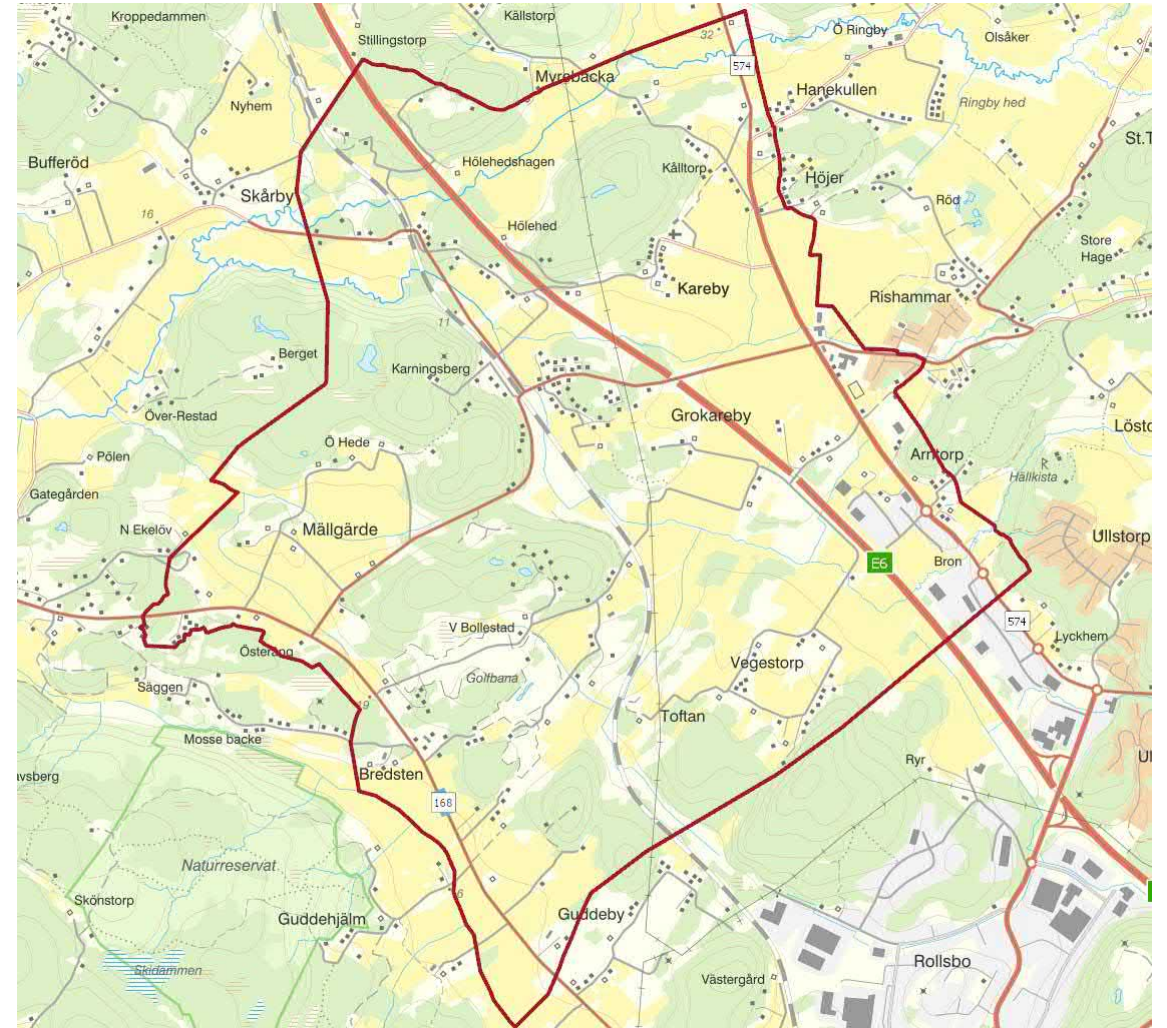 Kroppedammen
Källstorp
Stillingstorp
32
Ö Ringby
Olsåker
574
Myrebacka
Hanekullen
Nyhem
Ringby hed
St.T
Bufferöd
Hölehedshagen
Kålltorp
Höjer
Skårby
Röd
16
Hölehed
Store
Hage
Kareby
Rishammar
11
Berget
Karningsberg
Över-Restad
Grokareby
Ö Hede
Pölen
Arntorp
Hällkista
Gategården
N Ekelöv
Mällgärde
Ullstorp
E6
Bron
574
V Bollestad
Lyckhem
Österäng
Vegestorp
Golfbana
Säggen
19
Toftan
Mosse backe
Ryr
Bredsten
168
Naturreservat
6
Skönstorp
Guddehjälm
Guddeby
Rollsbo
Skidammen
Västergård